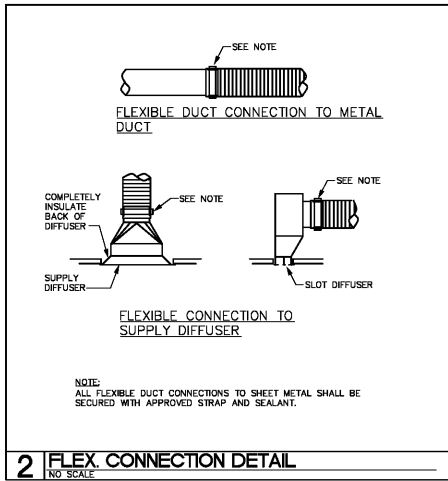 SEE NOTE
FLEXIBLE DUCT CONNECTION TO METAL
DUCT
COMPLETELY
INSULATE
BACK OF
DIFFUSER
SEE NOTE
SUPPLY
DIFFUSER
SEE NOTE
SLOT DIFFUSER
FLEXIBLE CONNECTION TO
SUPPLY DIFFUSER
NOTE:
ALL FLEXIBLE DUCT CONNECTIONS TO SHEET METAL SHALL BE
SECURED WITH APPROVED STRAP AND SEALANT.
2 FLEX. CONNECTION DETAIL
NO SCALE